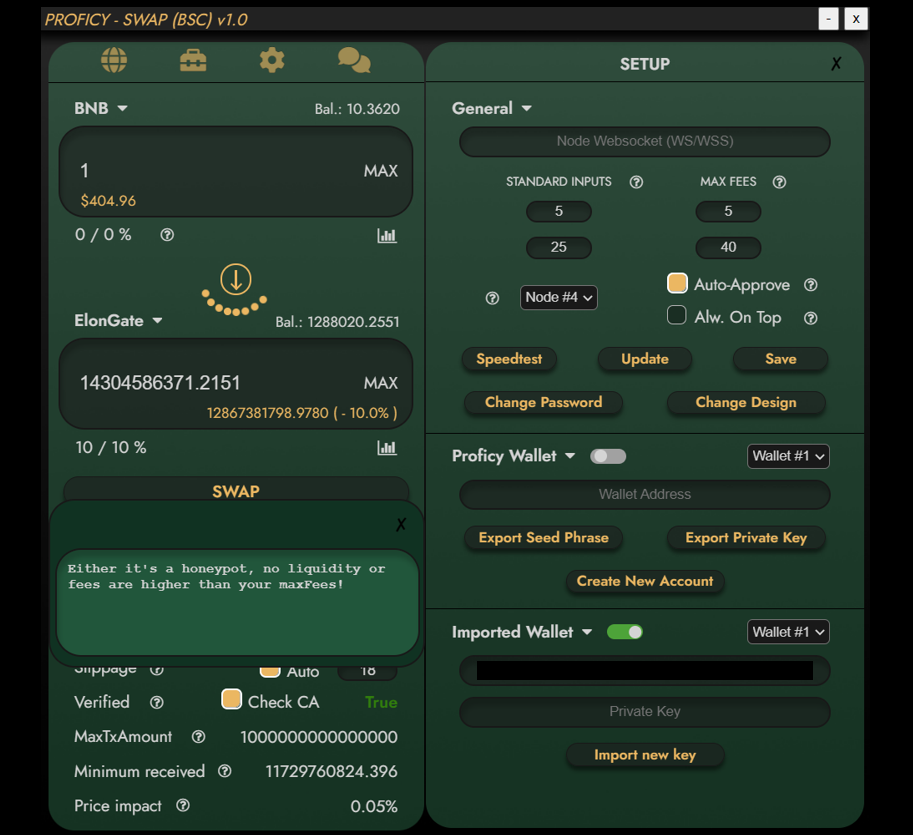 PROFICY - SWAP (BSC) v1.0
- x
BNB
Bal.: 10.3620
1
MAX
$404.96
0 / 0 %
ElonGate
Bal.: 1288020.2551
14304586371.2151
MAX
12867381798.9780 ( - 10.0% )
10 / 10 %
SWAP
X
Either it's a honeypot, no liquidity or
fees are higher than your maxFees!
Slippage ? Auto 18
Verified ? Check CA True
MaxTxAmount ? 1000000000000000
Minimum received ? 11729760824.396
Price impact ? 0.05%
SETUP
X
General
Node Websocket (WS/WSS)
STANDARD INPUTS ? MAX FEES ?
5 5
25 40
? Node #4
Auto-Approve ?
Alw. On Top ?
Speedtest Update Save
Change Password Change Design
Proficy Wallet Wallet #1
Wallet Address
Export Seed Phrase Export Private Key
Create New Account
Imported Wallet Wallet #1
Private Key
Import new key